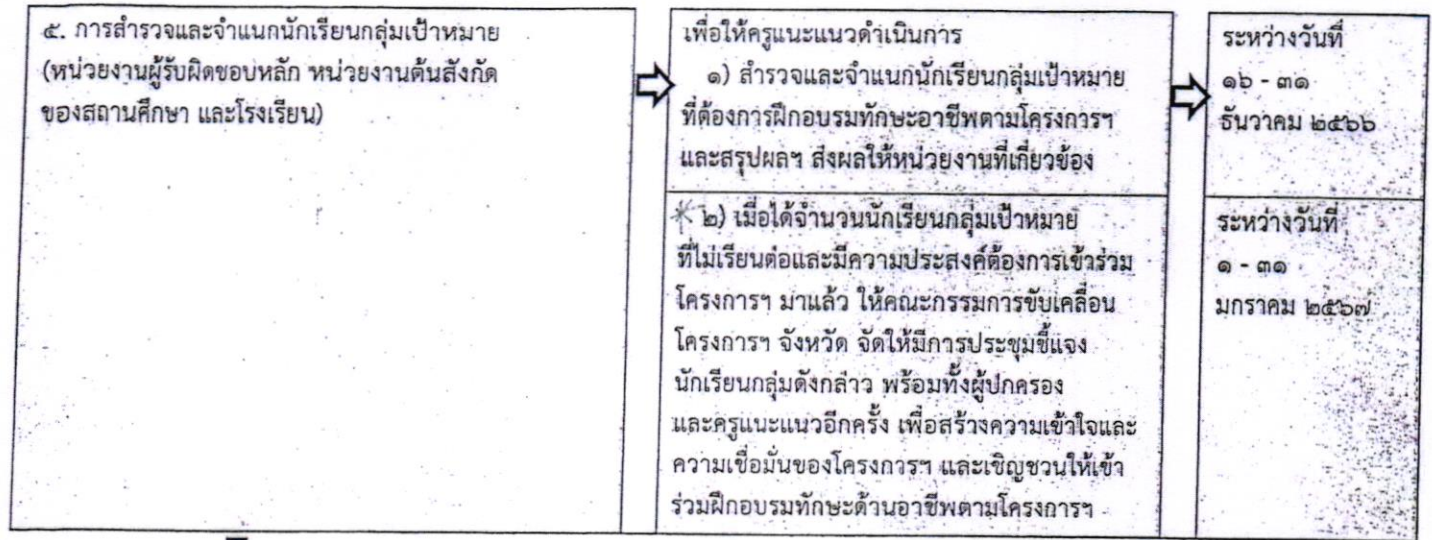 ๕. การสำรวจและจำแนกนักเรียนกลุ่มเป้าหมาย
(หน่วยงานผู้รับผิดชอบหลัก หน่วยงานต้นสังกัด
ของสถานศึกษา และโรงเรียน)
เพื่อให้ครูแนะแนวดำเนินการ
๑) สำรวจและจำแนกนักเรียนกลุ่มเป้าหมาย
ที่ต้องการฝึกอบรมทักษะอาชีพตามโครงการฯ
และสรุปผลฯ ส่งผลให้หน่วยงานที่เกี่ยวข้อง
ระหว่างวันที่
๑๖ - ๓๑
ธันวาคม ๒๕๖๖
๒) เมื่อได้จำนวนนักเรียนกลุ่มเป้าหมาย
ที่ไม่เรียนต่อและมีความประสงค์ต้องการเข้าร่วม
โครงการฯ มาแล้ว ให้คณะกรรมการขับเคลื่อน
โครงการฯ จังหวัด จัดให้มีการประชุมชี้แจง
นักเรียนกลุ่มดังกล่าว พร้อมทั้งผู้ปกครอง
และครูแนะแนวอีกครั้ง เพื่อสร้างความเข้าใจและ
ความเชื่อมั่นของโครงการฯ และเชิญชวนให้เข้า
ร่วมฝึกอบรมทักษะด้านอาชีพตามโครงการฯ
ระหว่างวันที่
๑ - ๓๑
มกราคม ๒๕๖๗